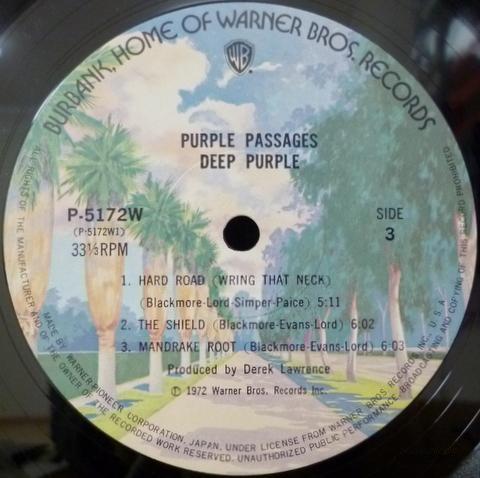 BURBANK, HOME OF WARNER BROS. RECORDS
WB
PURPLE PASSAGES
DEEP PURPLE
P-5172W
(P-5172W1)
33⅓RPM
SIDE
3
1. HARD ROAD (WRING THAT NECK)
(Blackmore-Lord-Simper-Paice) 5:11
2. THE SHIELD (Blackmore-Evans-Lord) 6:02
3. MANDRAKE ROOT (Blackmore-Evans-Lord) 6:03
Produced by Derek Lawrence
Ⓟ 1972 Warner Bros. Records Inc.
MADE BY WARNER-PIONEER CORPORATION, JAPAN, UNDER LICENSE FROM WARNER BROS. RECORDS INC., U.S.A.
ALL RIGHTS OF THE MANUFACTURER AND OF THE OWNER OF THE RECORDED WORK RESERVED. UNAUTHORIZED PUBLIC PERFORMANCE, BROADCASTING AND COPYING OF THIS RECORD PROHIBITED